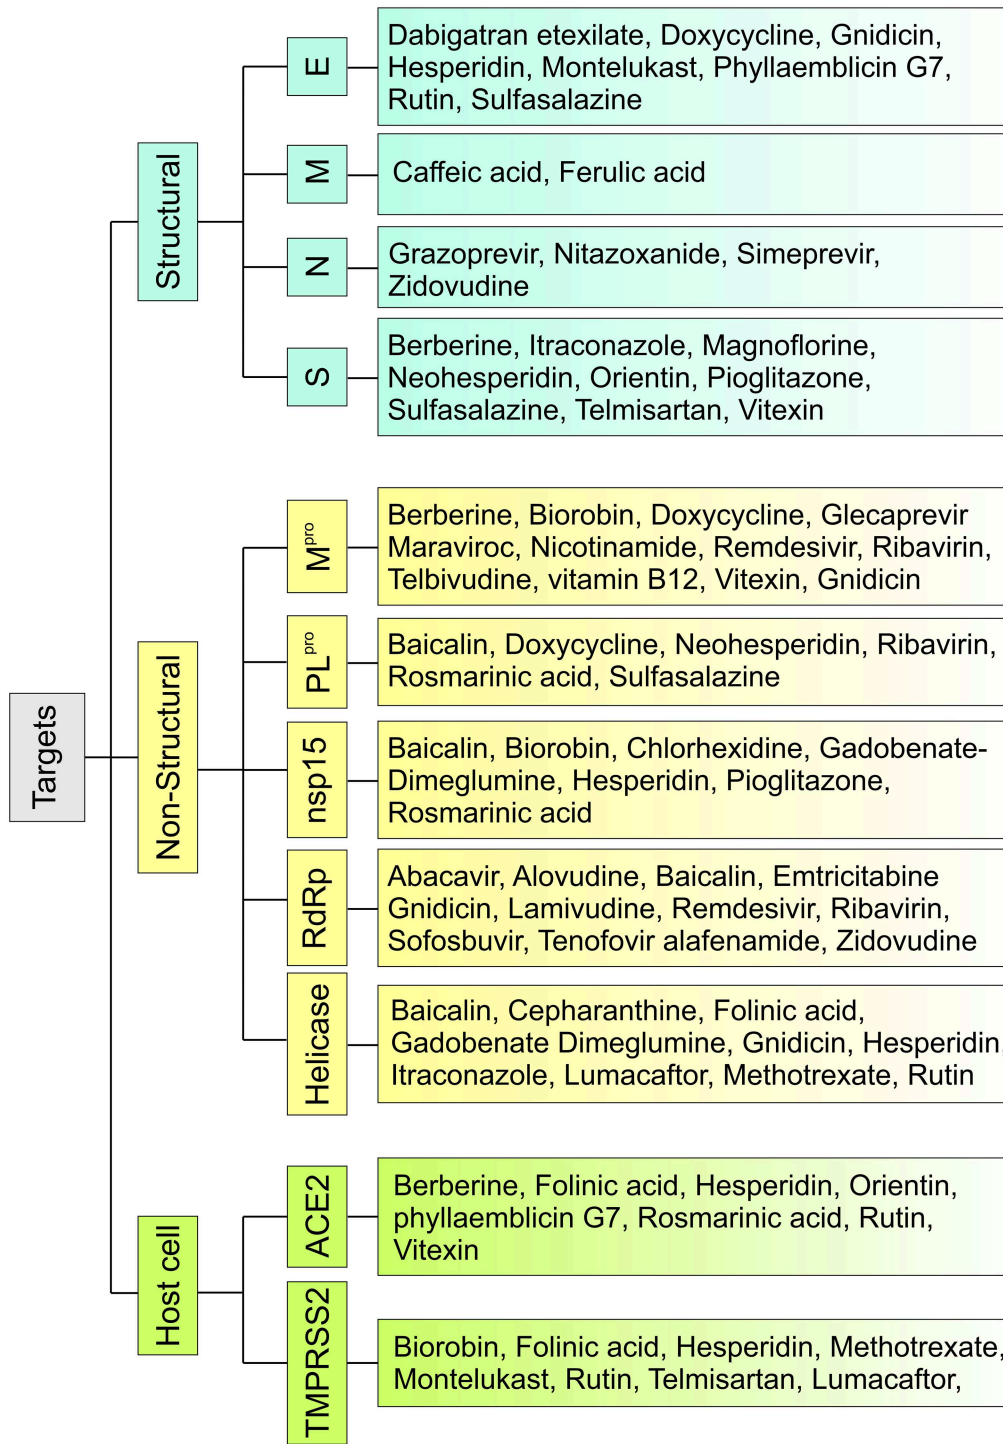 Targets
Structural
E
Dabigatran etexilate, Doxycycline, Gnidicin,
Hesperidin, Montelukast, Phyllaemblicin G7,
Rutin, Sulfasalazine
M
Caffeic acid, Ferulic acid
N
Grazoprevir, Nitazoxanide, Simeprevir,
Zidovudine
S
Berberine, Itraconazole, Magnoflorine,
Neohesperidin, Orientin, Pioglitazone,
Sulfasalazine, Telmisartan, Vitexin
Non-Structural
Mpro
Berberine, Biorobin, Doxycycline, Glecaprevir
Maraviroc, Nicotinamide, Remdesivir, Ribavirin,
Telbivudine, vitamin B12, Vitexin, Gnidicin
PLpro
Baicalin, Doxycycline, Neohesperidin, Ribavirin,
Rosmarinic acid, Sulfasalazine
nsp15
Baicalin, Biorobin, Chlorhexidine, Gadobenate-
Dimeglumine, Hesperidin, Pioglitazone,
Rosmarinic acid
RdRp
Abacavir, Alovudine, Baicalin, Emtricitabine
Gnidicin, Lamivudine, Remdesivir, Ribavirin,
Sofosbuvir, Tenofovir alafenamide, Zidovudine
Helicase
Baicalin, Cepharanthine, Folinic acid,
Gadobenate Dimeglumine, Gnidicin, Hesperidin,
Itraconazole, Lumacaftor, Methotrexate, Rutin
Host cell
ACE2
Berberine, Folinic acid, Hesperidin, Orientin,
phyllaemblicin G7, Rosmarinic acid, Rutin,
Vitexin
TMPRSS2
Biorobin, Folinic acid, Hesperidin, Methotrexate,
Montelukast, Rutin, Telmisartan, Lumacaftor,